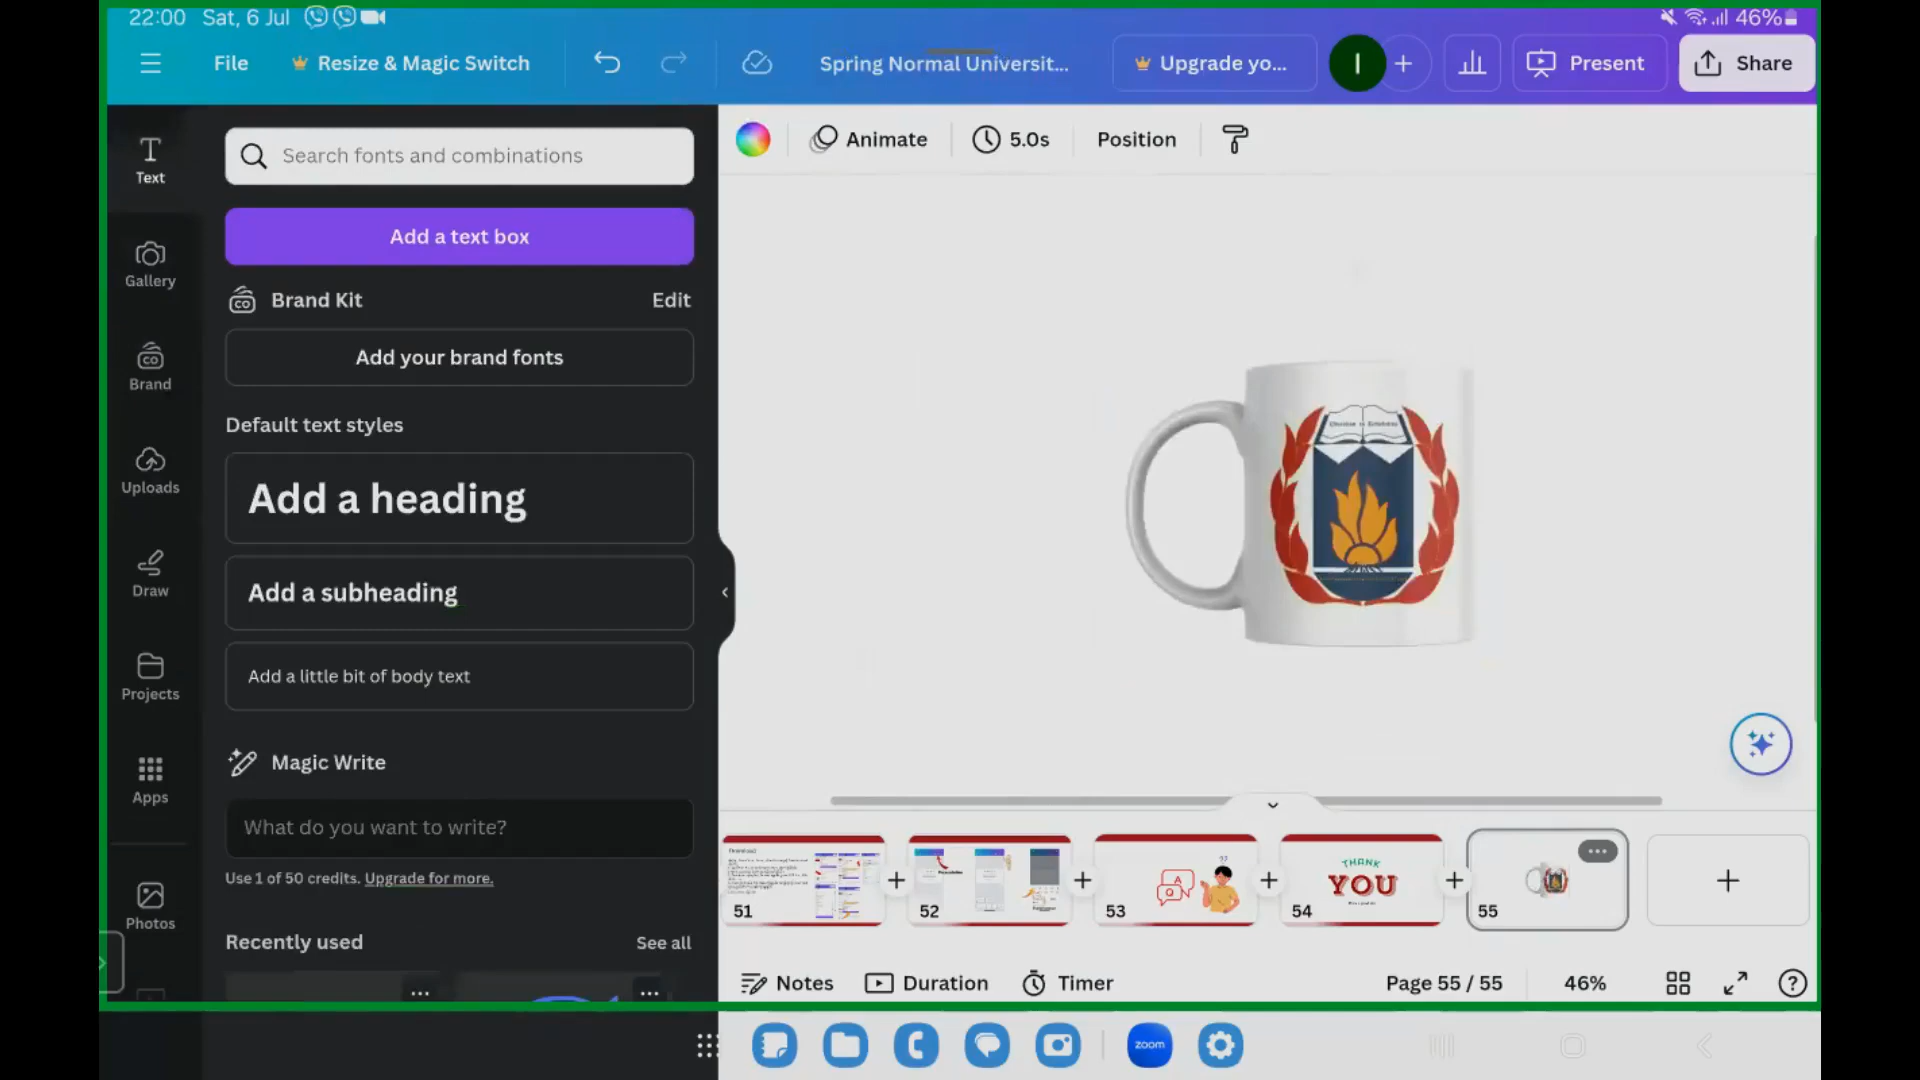 22:00 Sat, 6 Jul
46%
File
Resize & Magic Switch
Spring Normal Universit...
Upgrade yo...
I
Present
Share
Text
Gallery
Brand
Uploads
Draw
Projects
Apps
Photos
Search fonts and combinations
Add a text box
Brand Kit
Edit
Add your brand fonts
Default text styles
Add a heading
Add a subheading
Add a little bit of body text
Magic Write
What do you want to write?
Use 1 of 50 credits. Upgrade for more.
Recently used
See all
Animate
5.0s
Position
51
52
53
Q
A
54
THANK
YOU
55
Notes
Duration
Timer
Page 55 / 55
46%
zoom